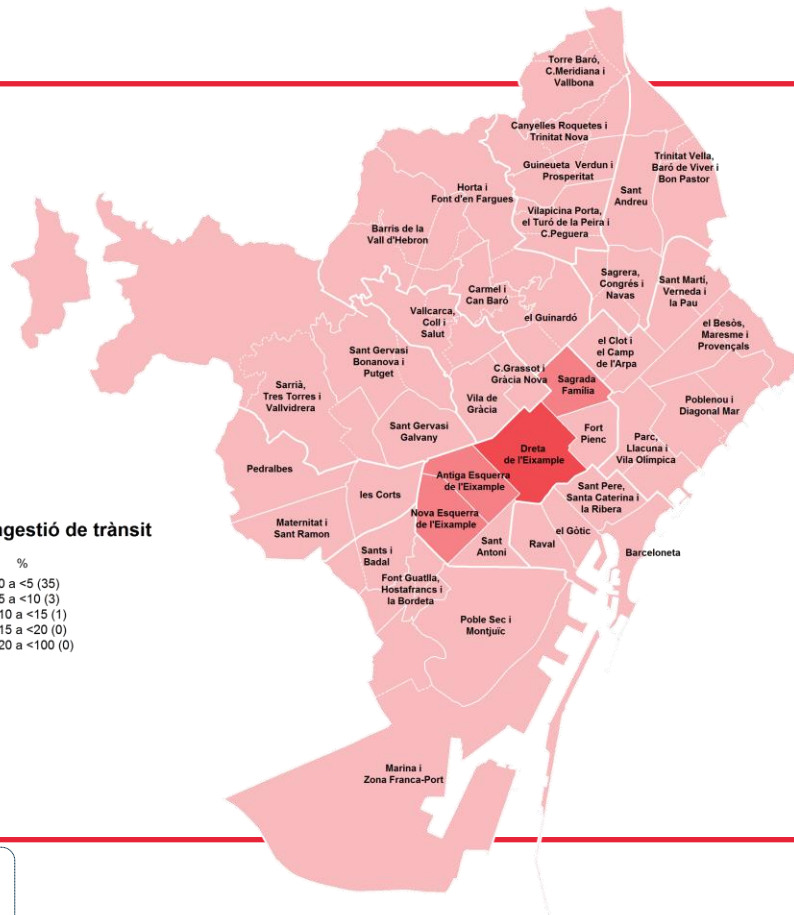 Torre Baró,
C.Meridiana i
Vallbona
Canyelles Roquetes i
Trinitat Nova
Guineueta Verdun i
Prosperitat
Trinitat Vella,
Baró de Viver i
Bon Pastor
Sant
Andreu
Horta i
Font d'en Fargues
Vilapicina Porta,
el Turó de la Peira i
C.Peguera
Barris de la
Vall d'Hebron
Sagrera,
Congrés i
Navas
Sant Martí,
Verneda i
la Pau
Carmel i
Can Baró
Vallcarca,
Coll i
Salut
el Guinardó
el Besòs,
Maresme i
Provençals
el Clot i
el Camp
de l'Arpa
Sant Gervasi
Bonanova i
Putget
C.Grassot i
Gràcia Nova
Sagrada
Família
Sarrià,
Tres Torres i
Vallvidrera
Vila de
Gràcia
Poblenou i
Diagonal Mar
Sant Gervasi
Galvany
Fort
Pienc
Parc,
Llacuna i
Vila Olímpica
Dreta
de l'Eixample
Pedralbes
Antiga Esquerra
de l'Eixample
les Corts
Sant Pere,
Santa Caterina i
la Ribera
Nova Esquerra
de l'Eixample
Maternitat i
Sant Ramon
el Gòtic
Sant
Antoni
Raval
Barceloneta
Sants i
Badal
Font Guatlla,
Hostafrancs i
la Bordeta
Poble Sec i
Montjuïc
Marina i
Zona Franca-Port
ngestió de trànsit
%
0 a <5 (35)
5 a <10 (3)
10 a <15 (1)
15 a <20 (0)
20 a <100 (0)